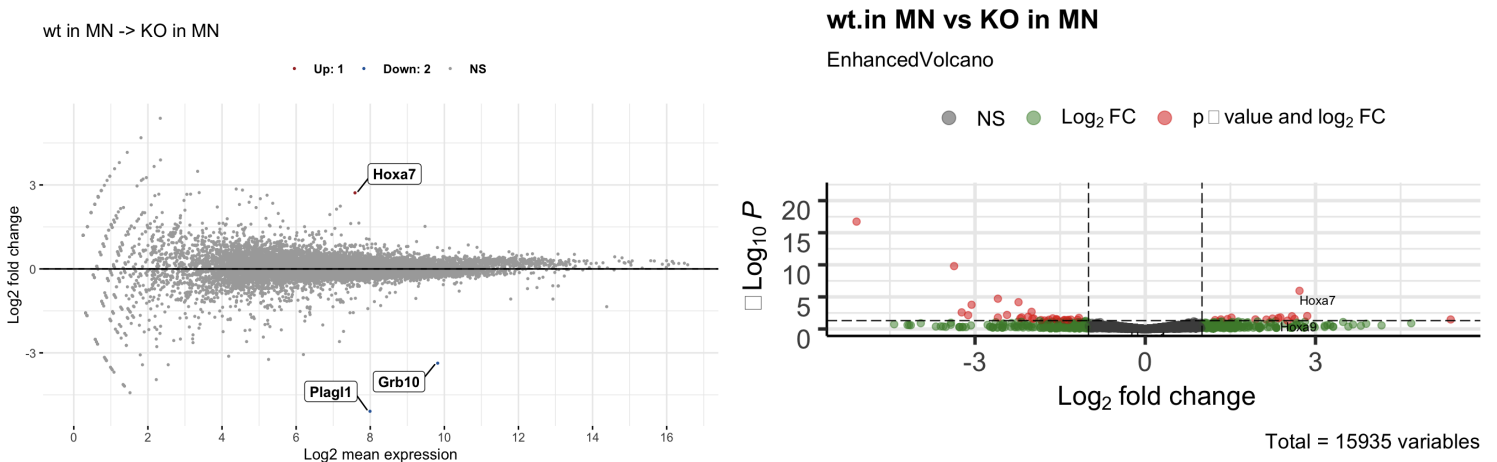 wt in MN -> KO in MN
Up: 1 Down: 2 NS
Log2 fold change
3
0
-3
Hoxa7
Grb10
Plagl1
0 2 4 6 8 10 12 14 16
Log2 mean expression
wt.in MN vs KO in MN
EnhancedVolcano
NS Log₂ FC p □ value and log₂ FC
□ Log₁₀ P
20
15
10
5
0
Hoxa7
Hoxa9
-3 0 3
Log₂ fold change
Total = 15935 variables